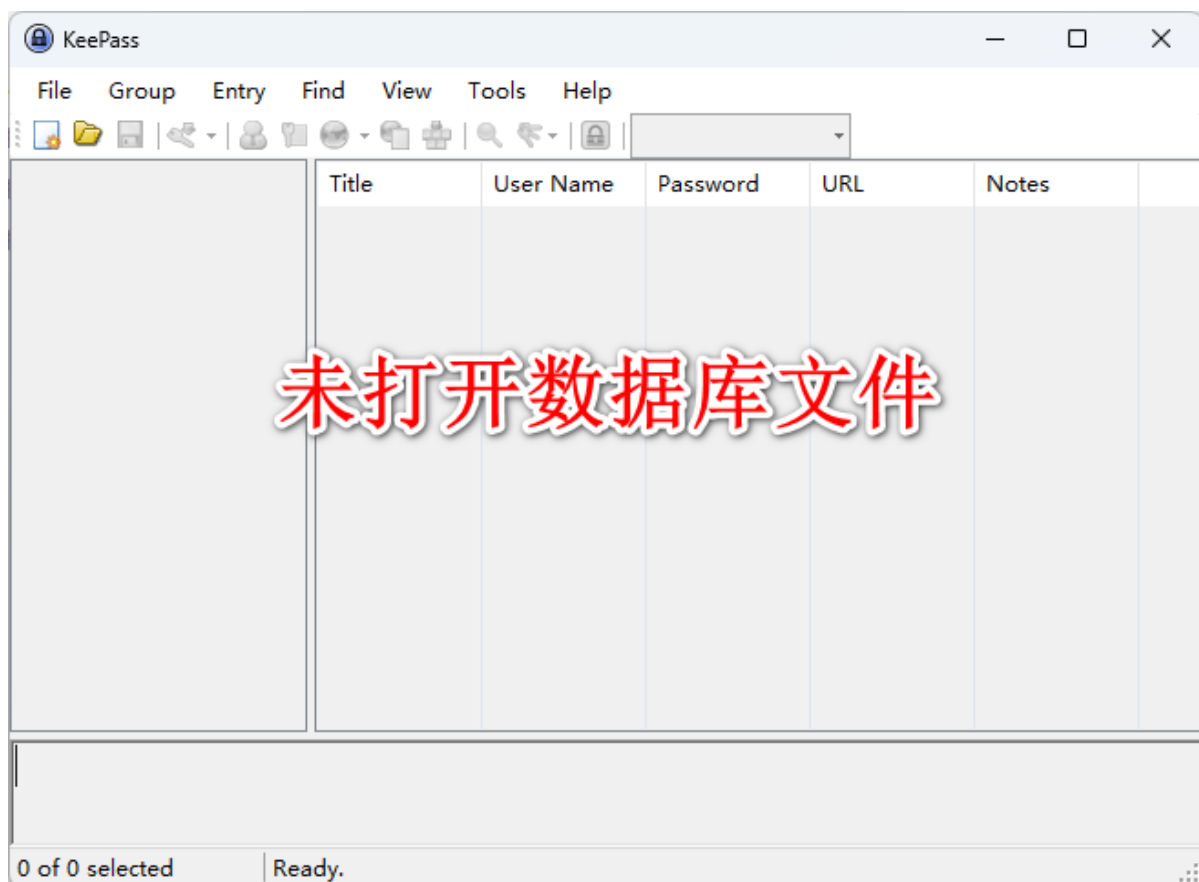 KeePass
File Group Entry Find View Tools Help
Title User Name Password URL Notes
未打开数据库文件
0 of 0 selected Ready.